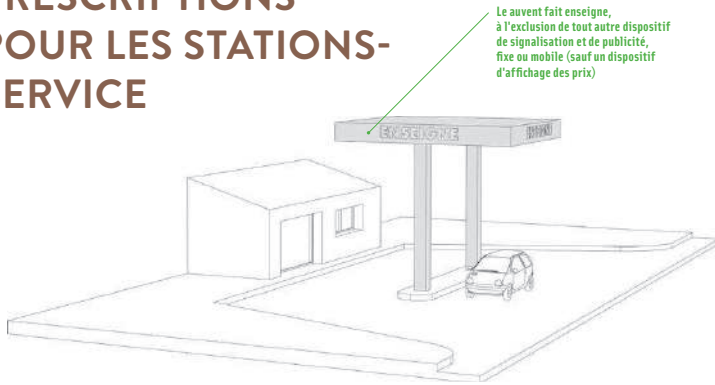 RESCRIPTIONS
POUR LES STATIONS-
ERVICE
Le auvent fait enseigne,
à l'exclusion de tout autre dispositif
de signalisation et de publicité,
fixe ou mobile (sauf un dispositif
d'affichage des prix)
ENSEIGNE